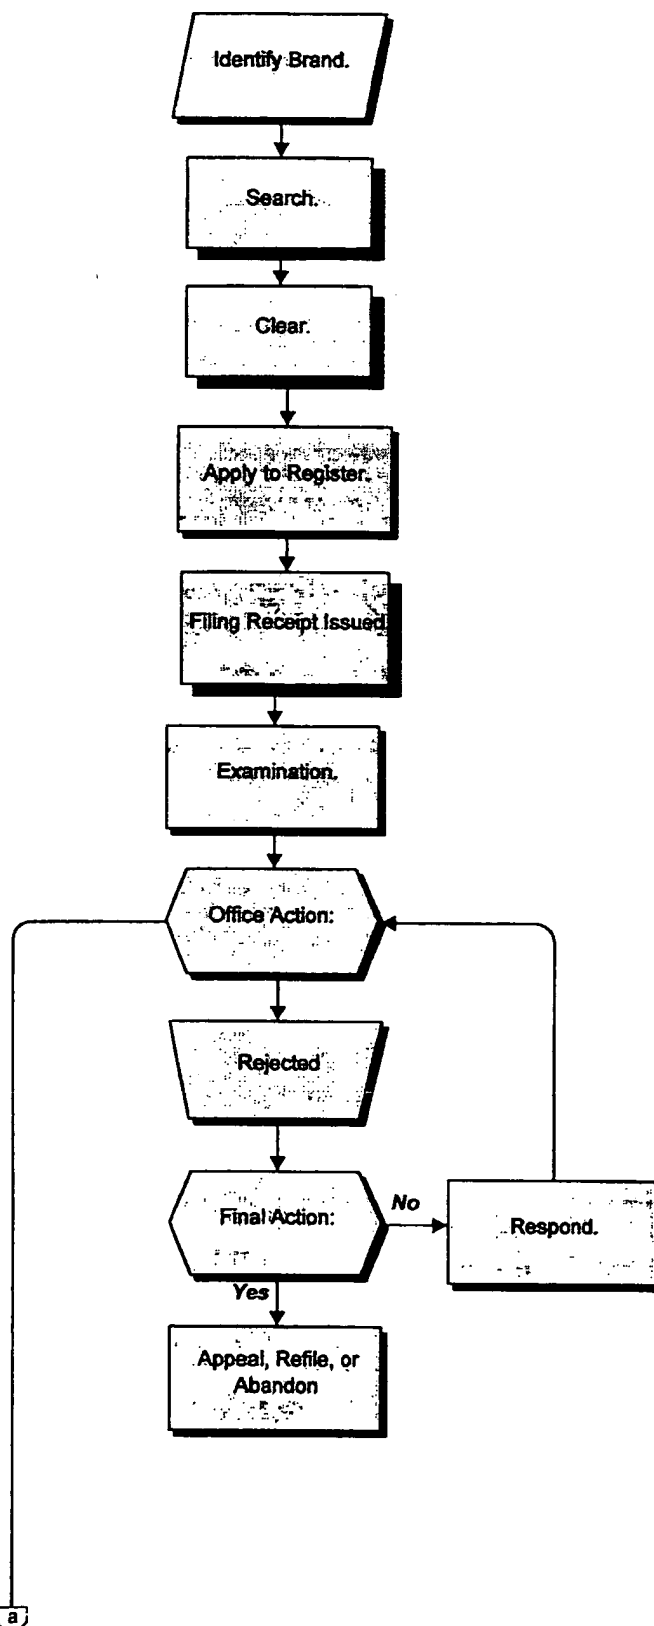 Identify Brand.
Search.
Clear.
Apply to Register.
Filing Receipt Issued
Examination.
Office Action:
Rejected
Final Action:
No
Respond.
Yes
Appeal, Refile, or
Abandon
a